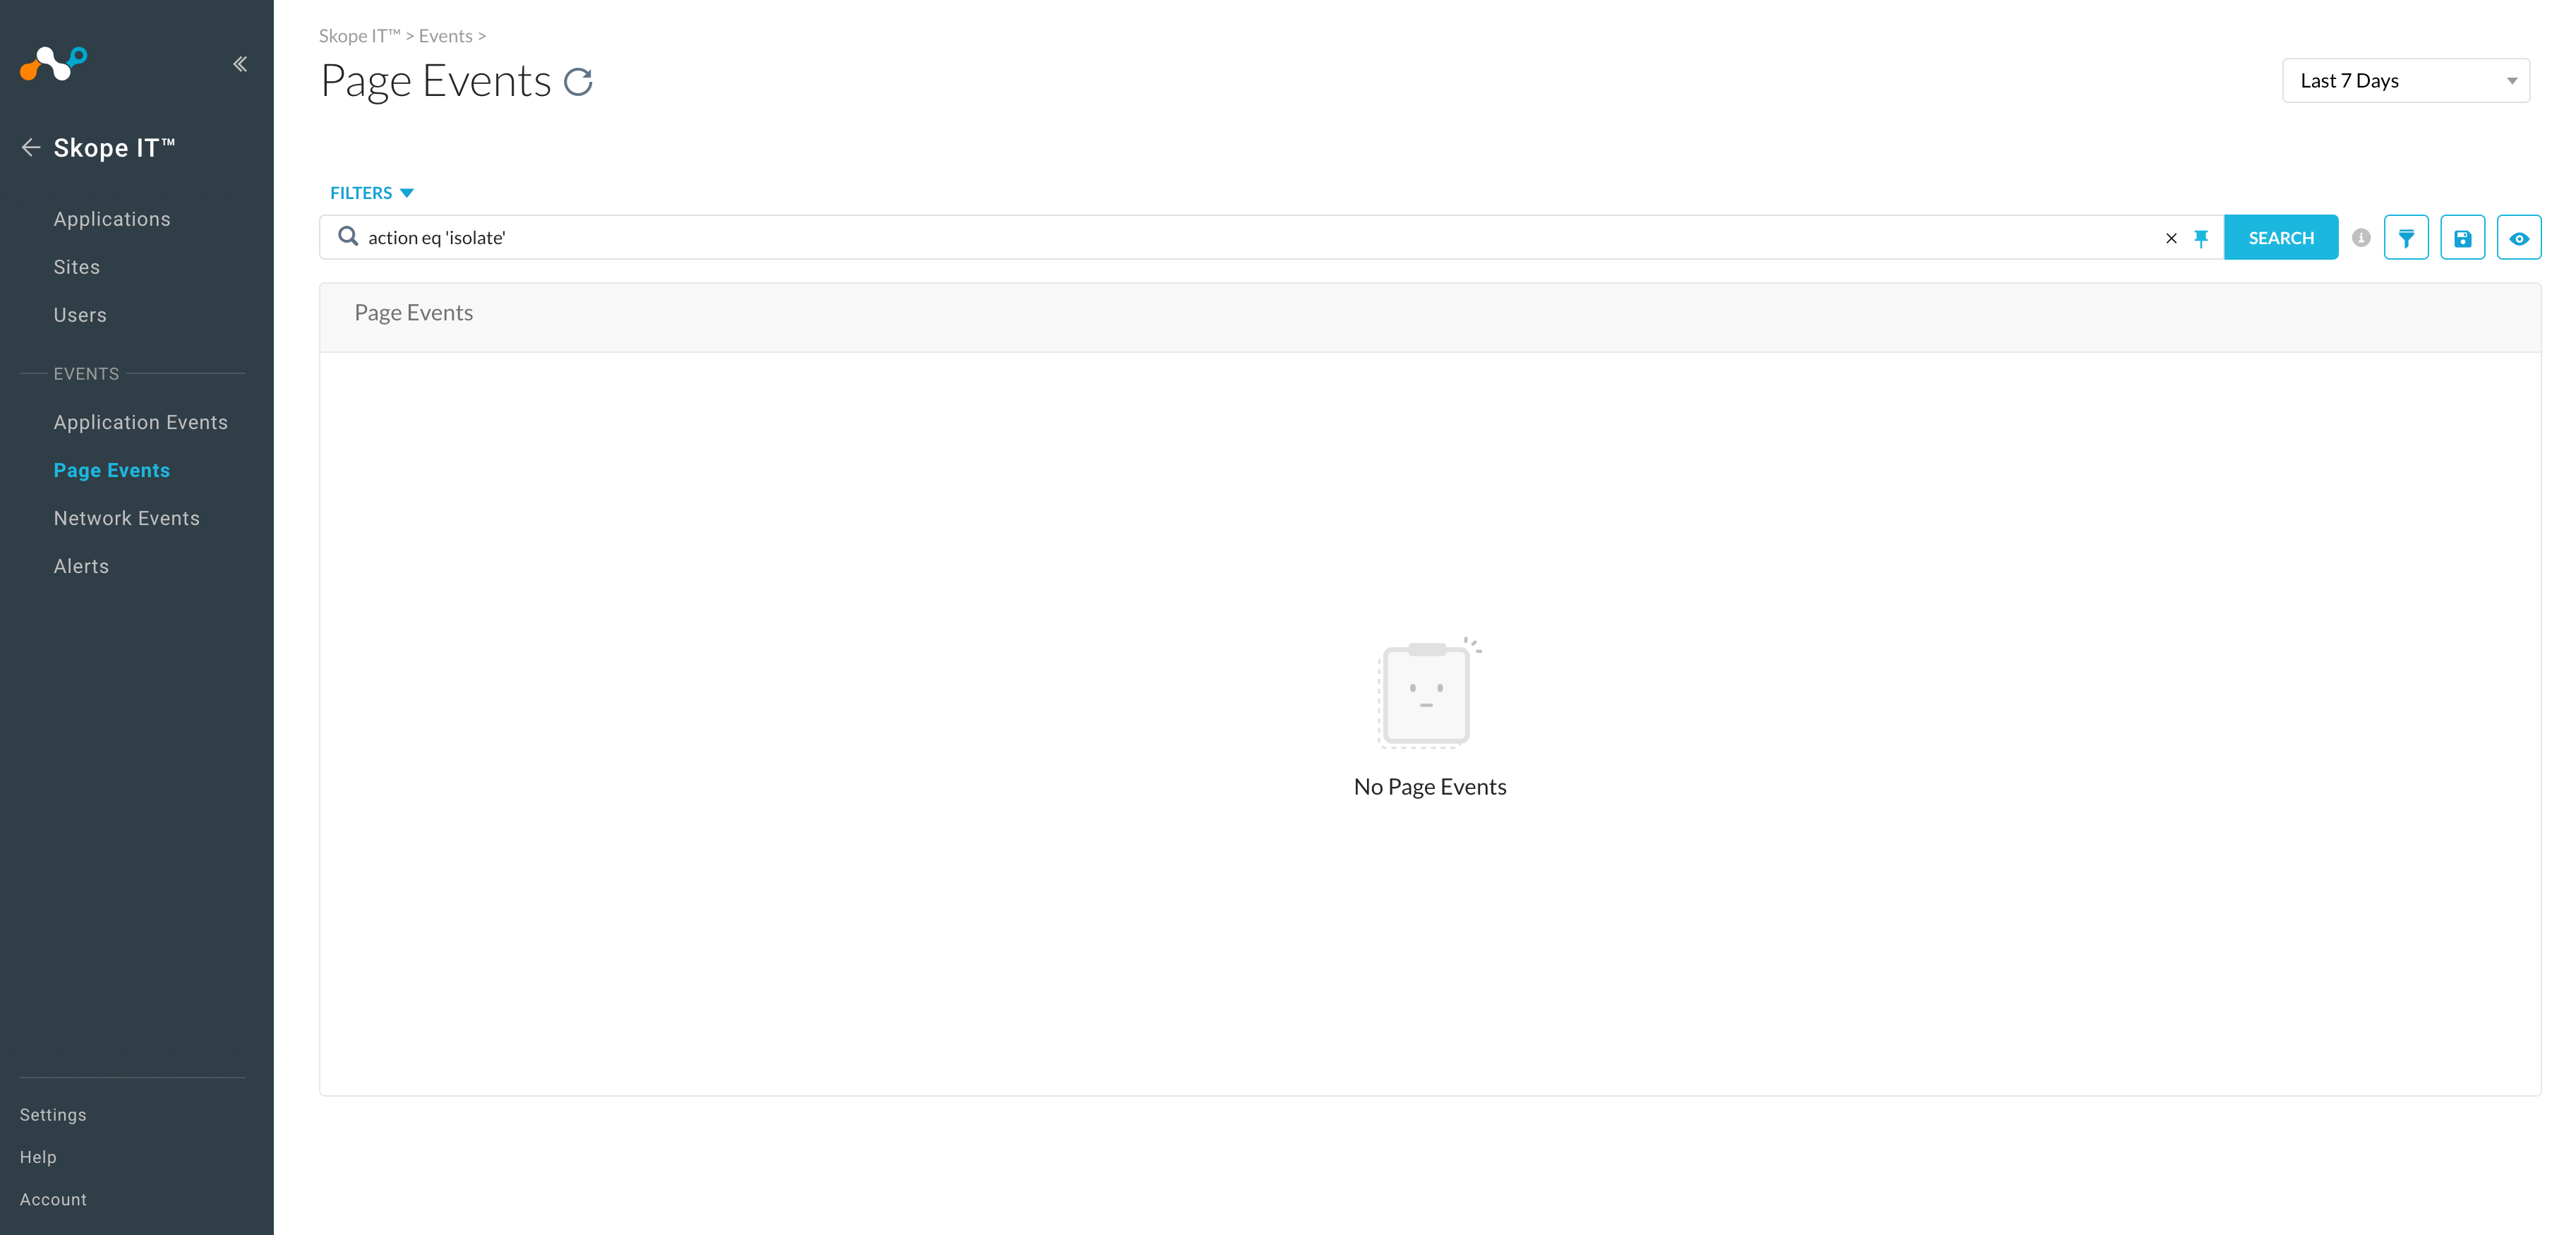 Skope IT™
Applications
Sites
Users
EVENTS
Application Events
Page Events
Network Events
Alerts
Settings
Help
Account
Skope IT™ > Events >
Page Events
Last 7 Days
FILTERS
action eq 'isolate'
SEARCH
Page Events
No Page Events